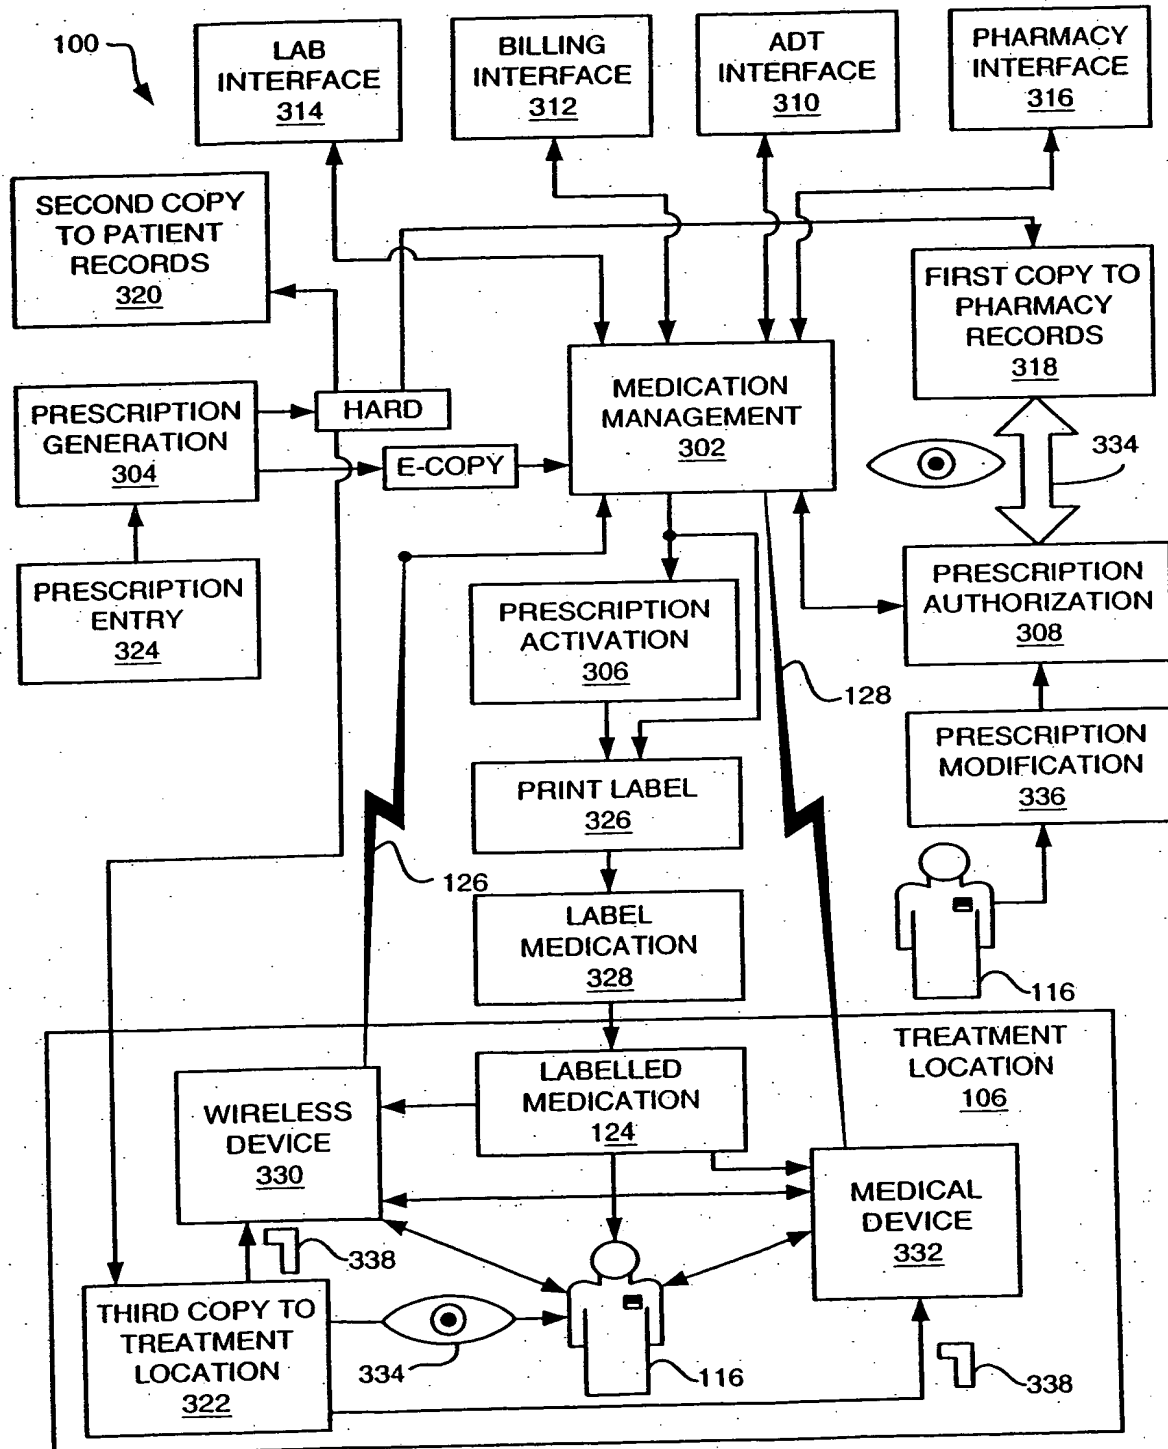 100
LAB
INTERFACE
314
BILLING
INTERFACE
312
ADT
INTERFACE
310
PHARMACY
INTERFACE
316
SECOND COPY
TO PATIENT
RECORDS
320
FIRST COPY TO
PHARMACY
RECORDS
318
PRESCRIPTION
GENERATION
304
HARD
E-COPY
MEDICATION
MANAGEMENT
302
334
PRESCRIPTION
ENTRY
324
PRESCRIPTION
ACTIVATION
306
PRESCRIPTION
AUTHORIZATION
308
128
PRESCRIPTION
MODIFICATION
336
PRINT LABEL
326
126
LABEL
MEDICATION
328
116
TREATMENT
LOCATION
106
LABELLED
MEDICATION
124
WIRELESS
DEVICE
330
MEDICAL
DEVICE
332
338
THIRD COPY TO
TREATMENT
LOCATION
322
334
116
338